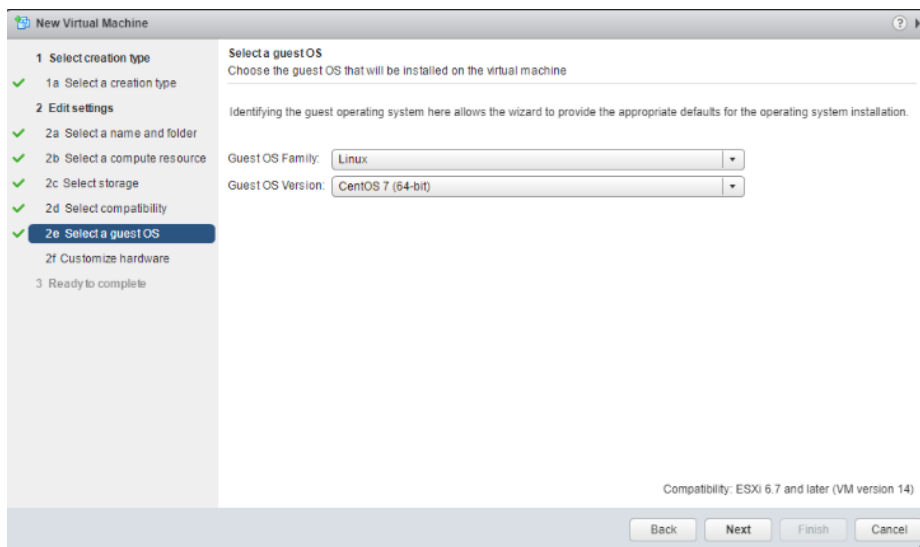 New Virtual Machine
1 Select creation type
1a Select a creation type
2 Edit settings
2a Select a name and folder
2b Select a compute resource
2c Select storage
2d Select compatibility
2e Select a guest OS
2f Customize hardware
3 Ready to complete
Select a guest OS
Choose the guest OS that will be installed on the virtual machine
Identifying the guest operating system here allows the wizard to provide the appropriate defaults for the operating system installation.
Guest OS Family: Linux
Guest OS Version: CentOS 7 (64-bit)
Compatibility: ESXi 6.7 and later (VM version 14)
Back Next Finish Cancel